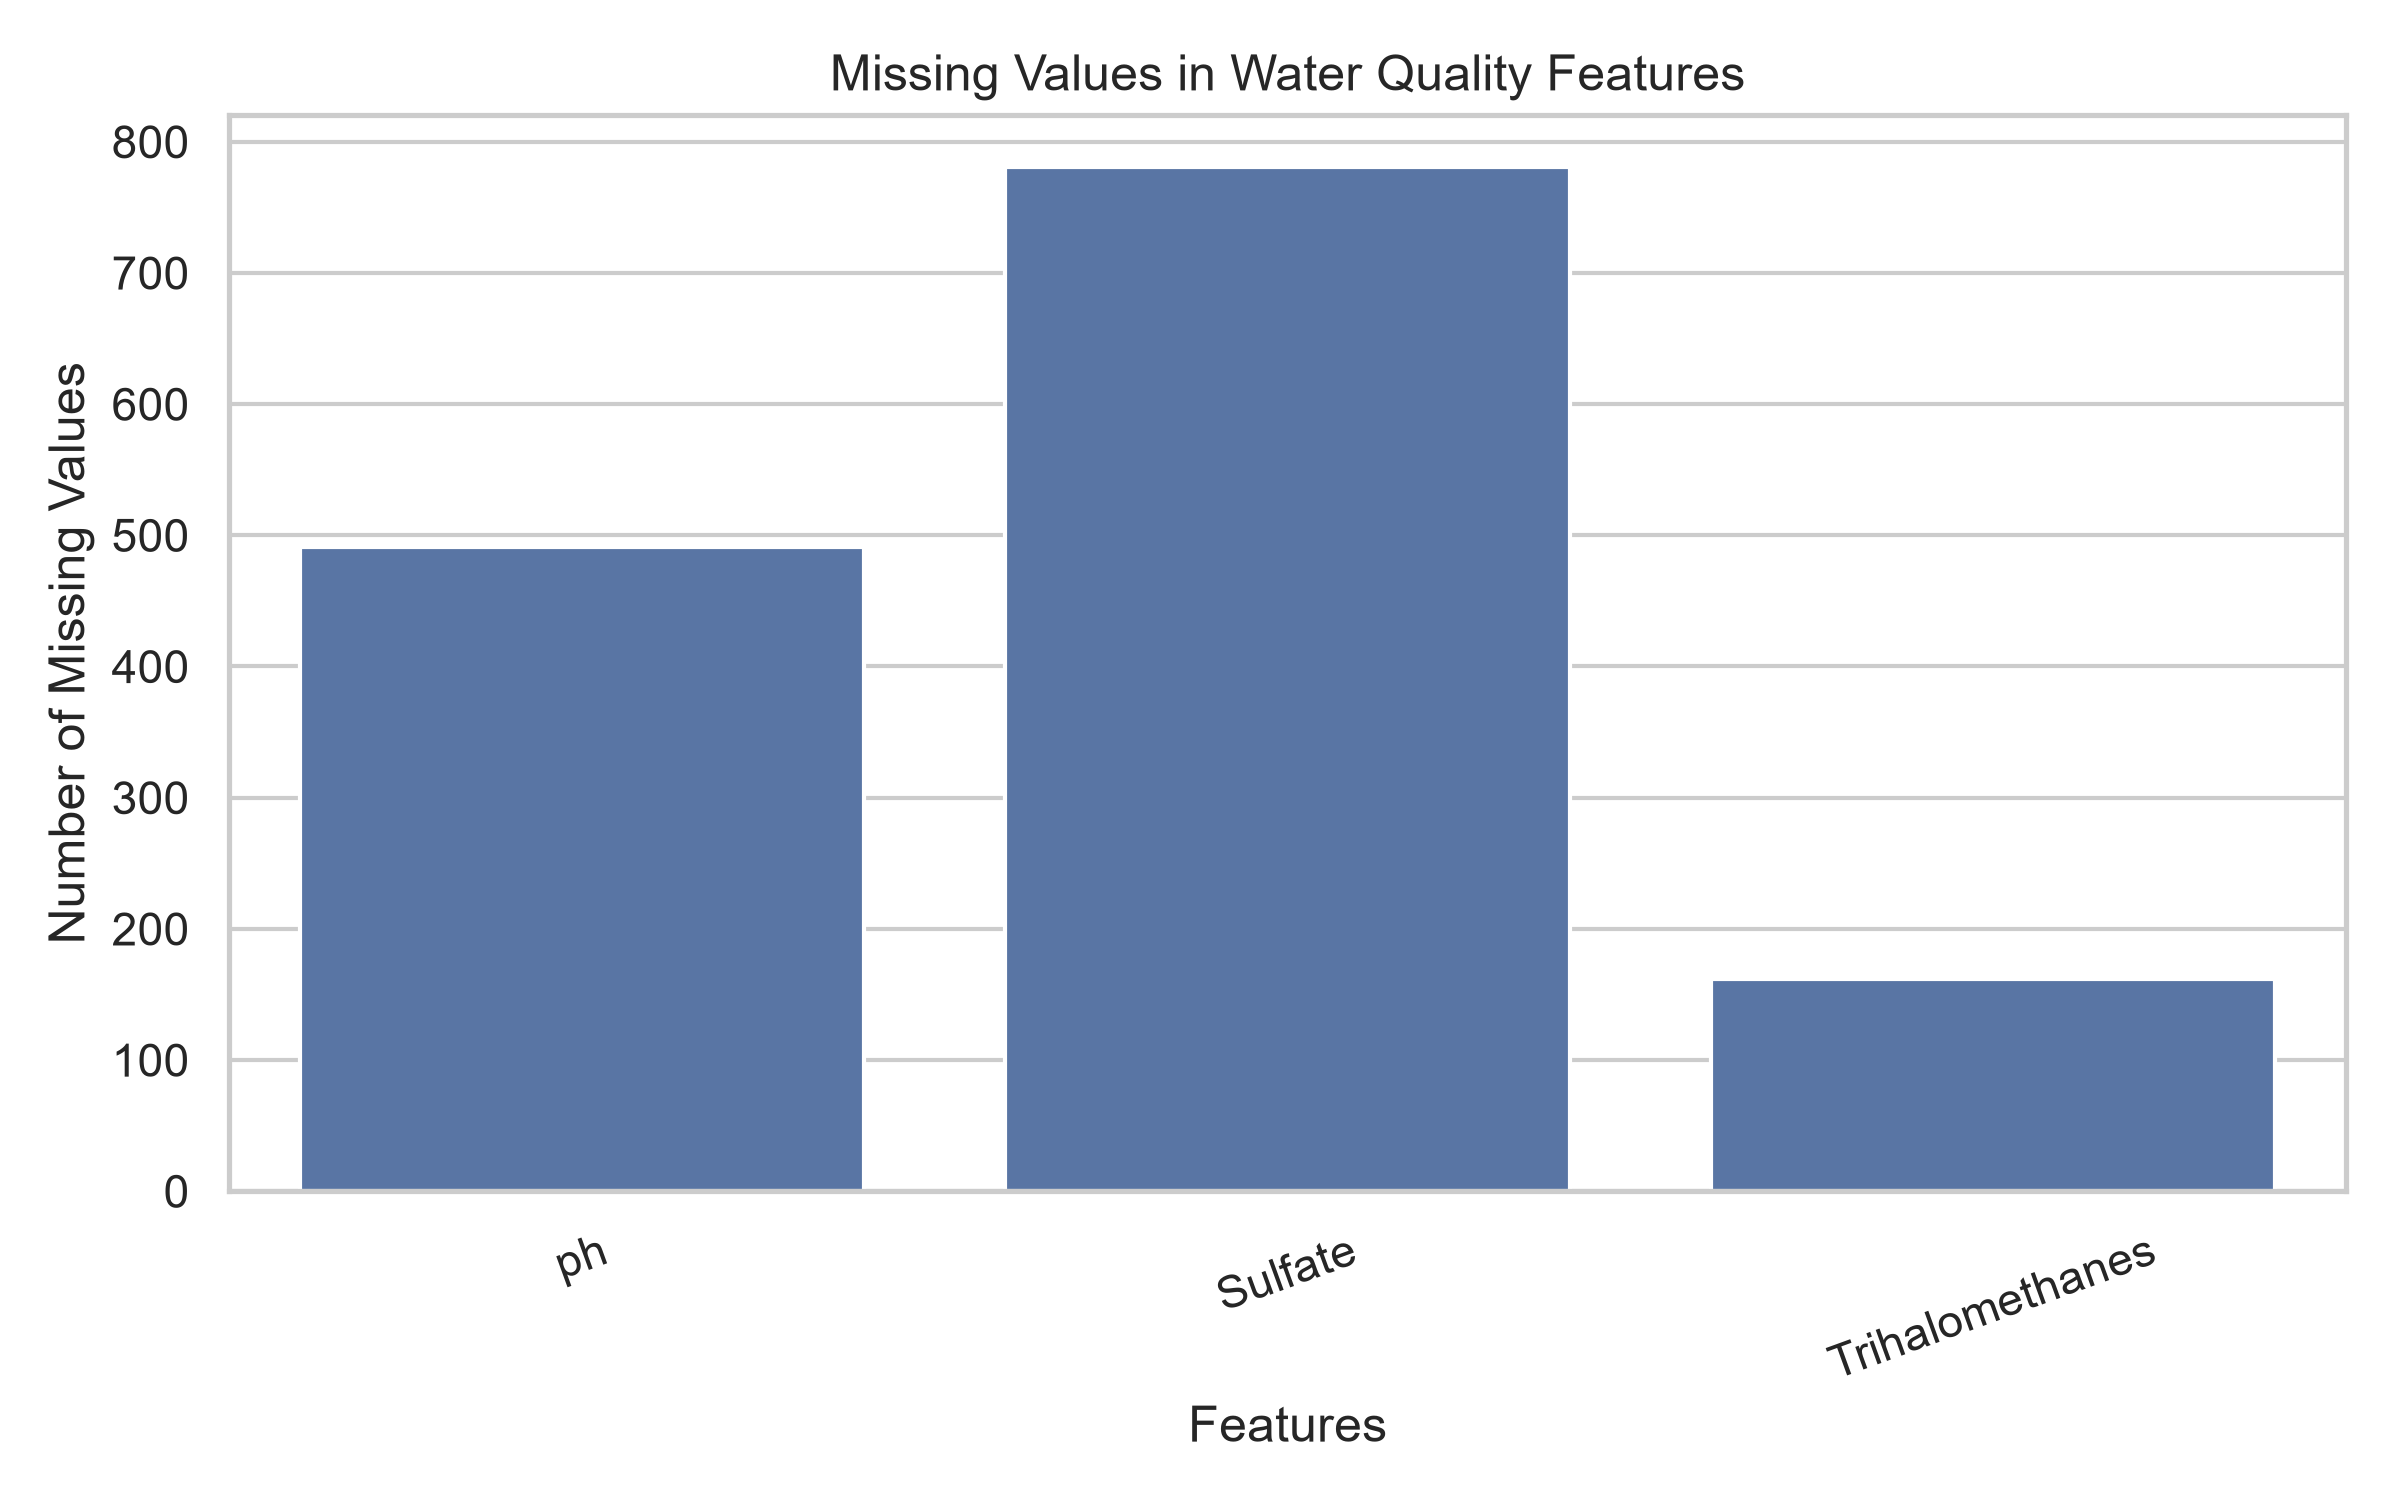 Missing Values in Water Quality Features
800
700
600
500
400
300
200
100
0
Number of Missing Values
ph
Sulfate
Trihalomethanes
Features